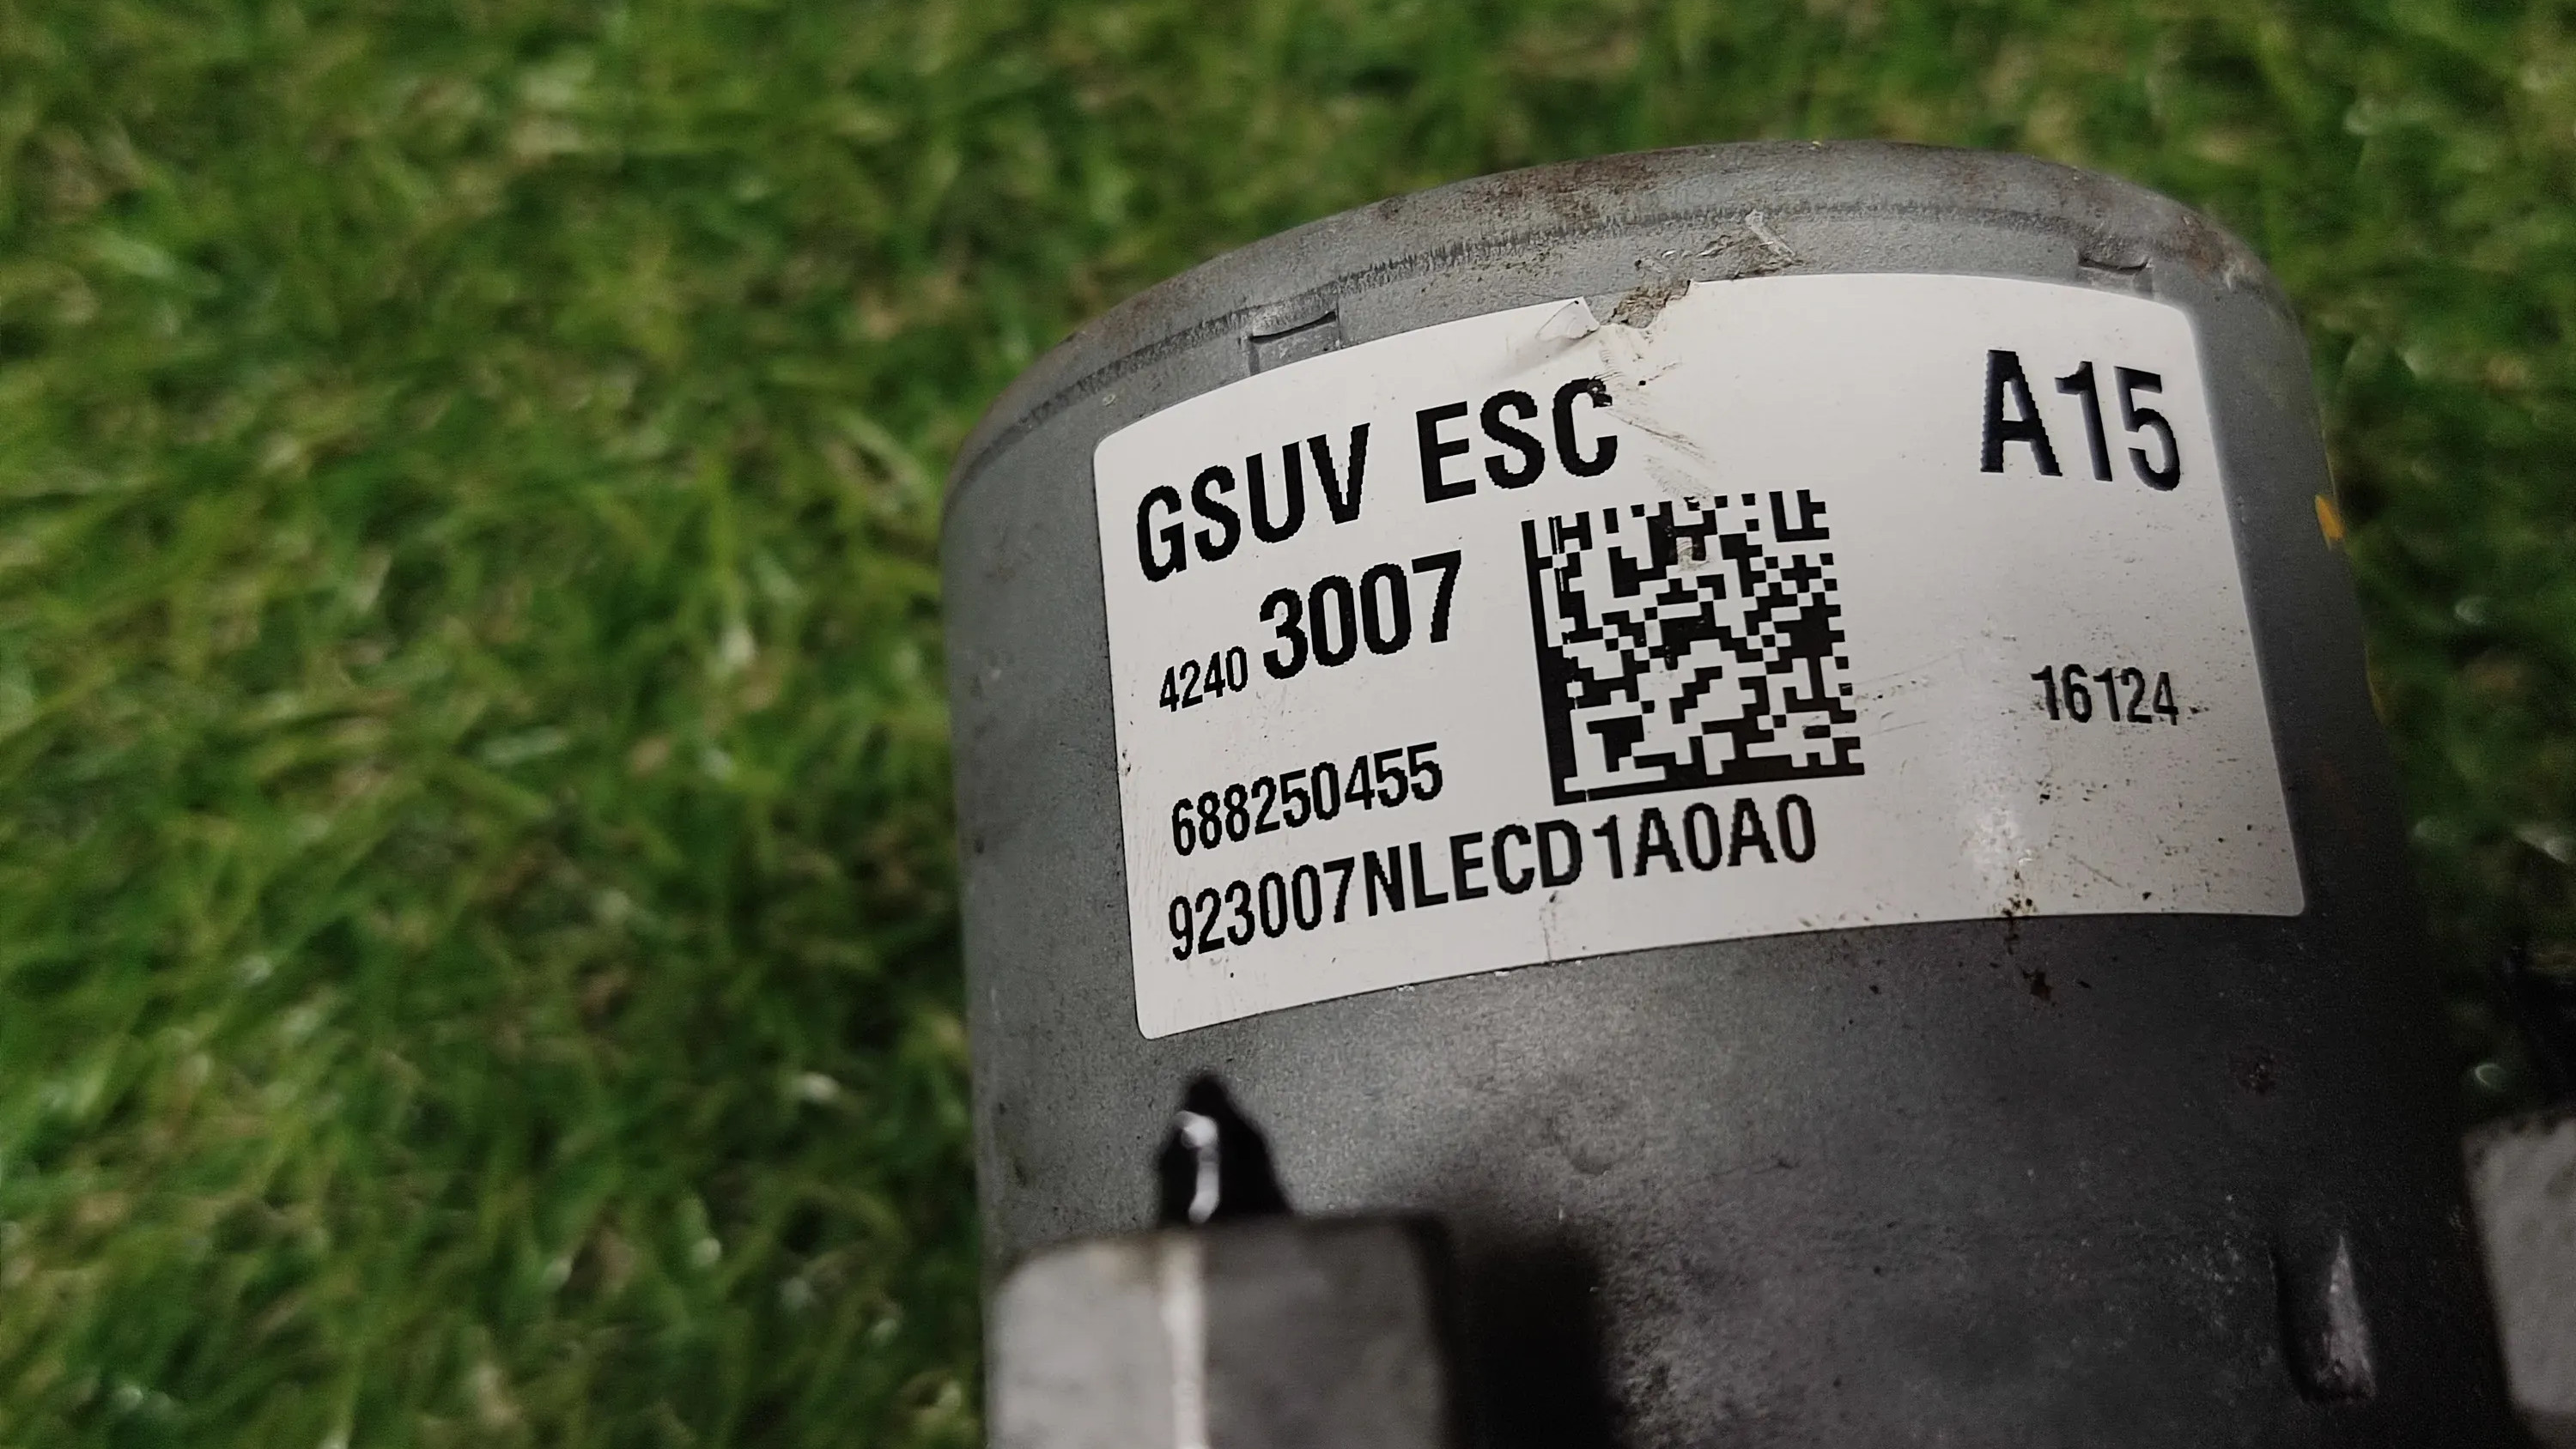 GSUV ESC A15
4240 3007
16124
688250455
923007NLECD1A0A0